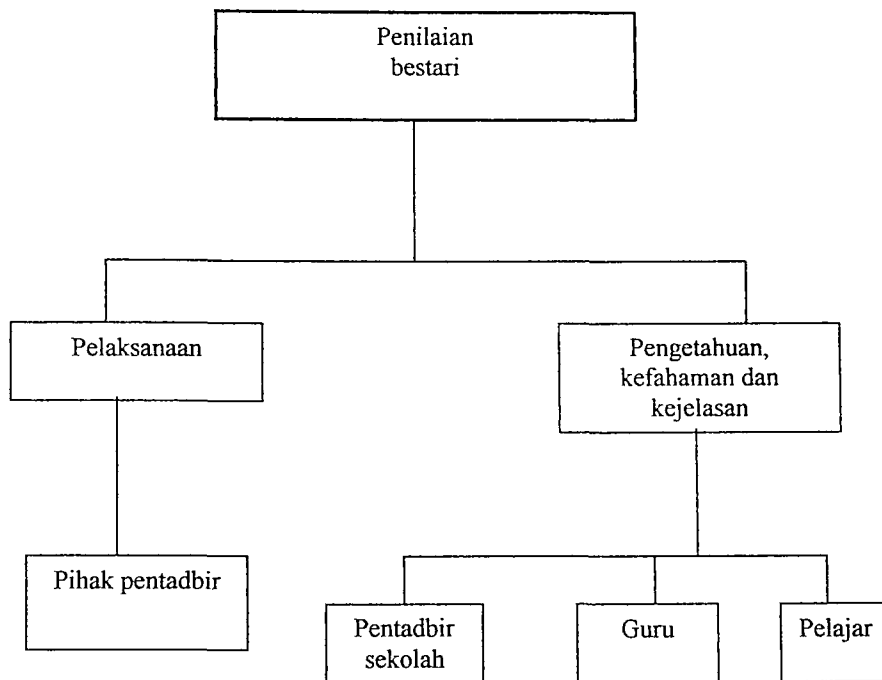 Penilaian
bestari
Pelaksanaan
Pengetahuan,
kefahaman dan
kejelasan
Pihak pentadbir
Pentadbir
sekolah
Guru
Pelajar